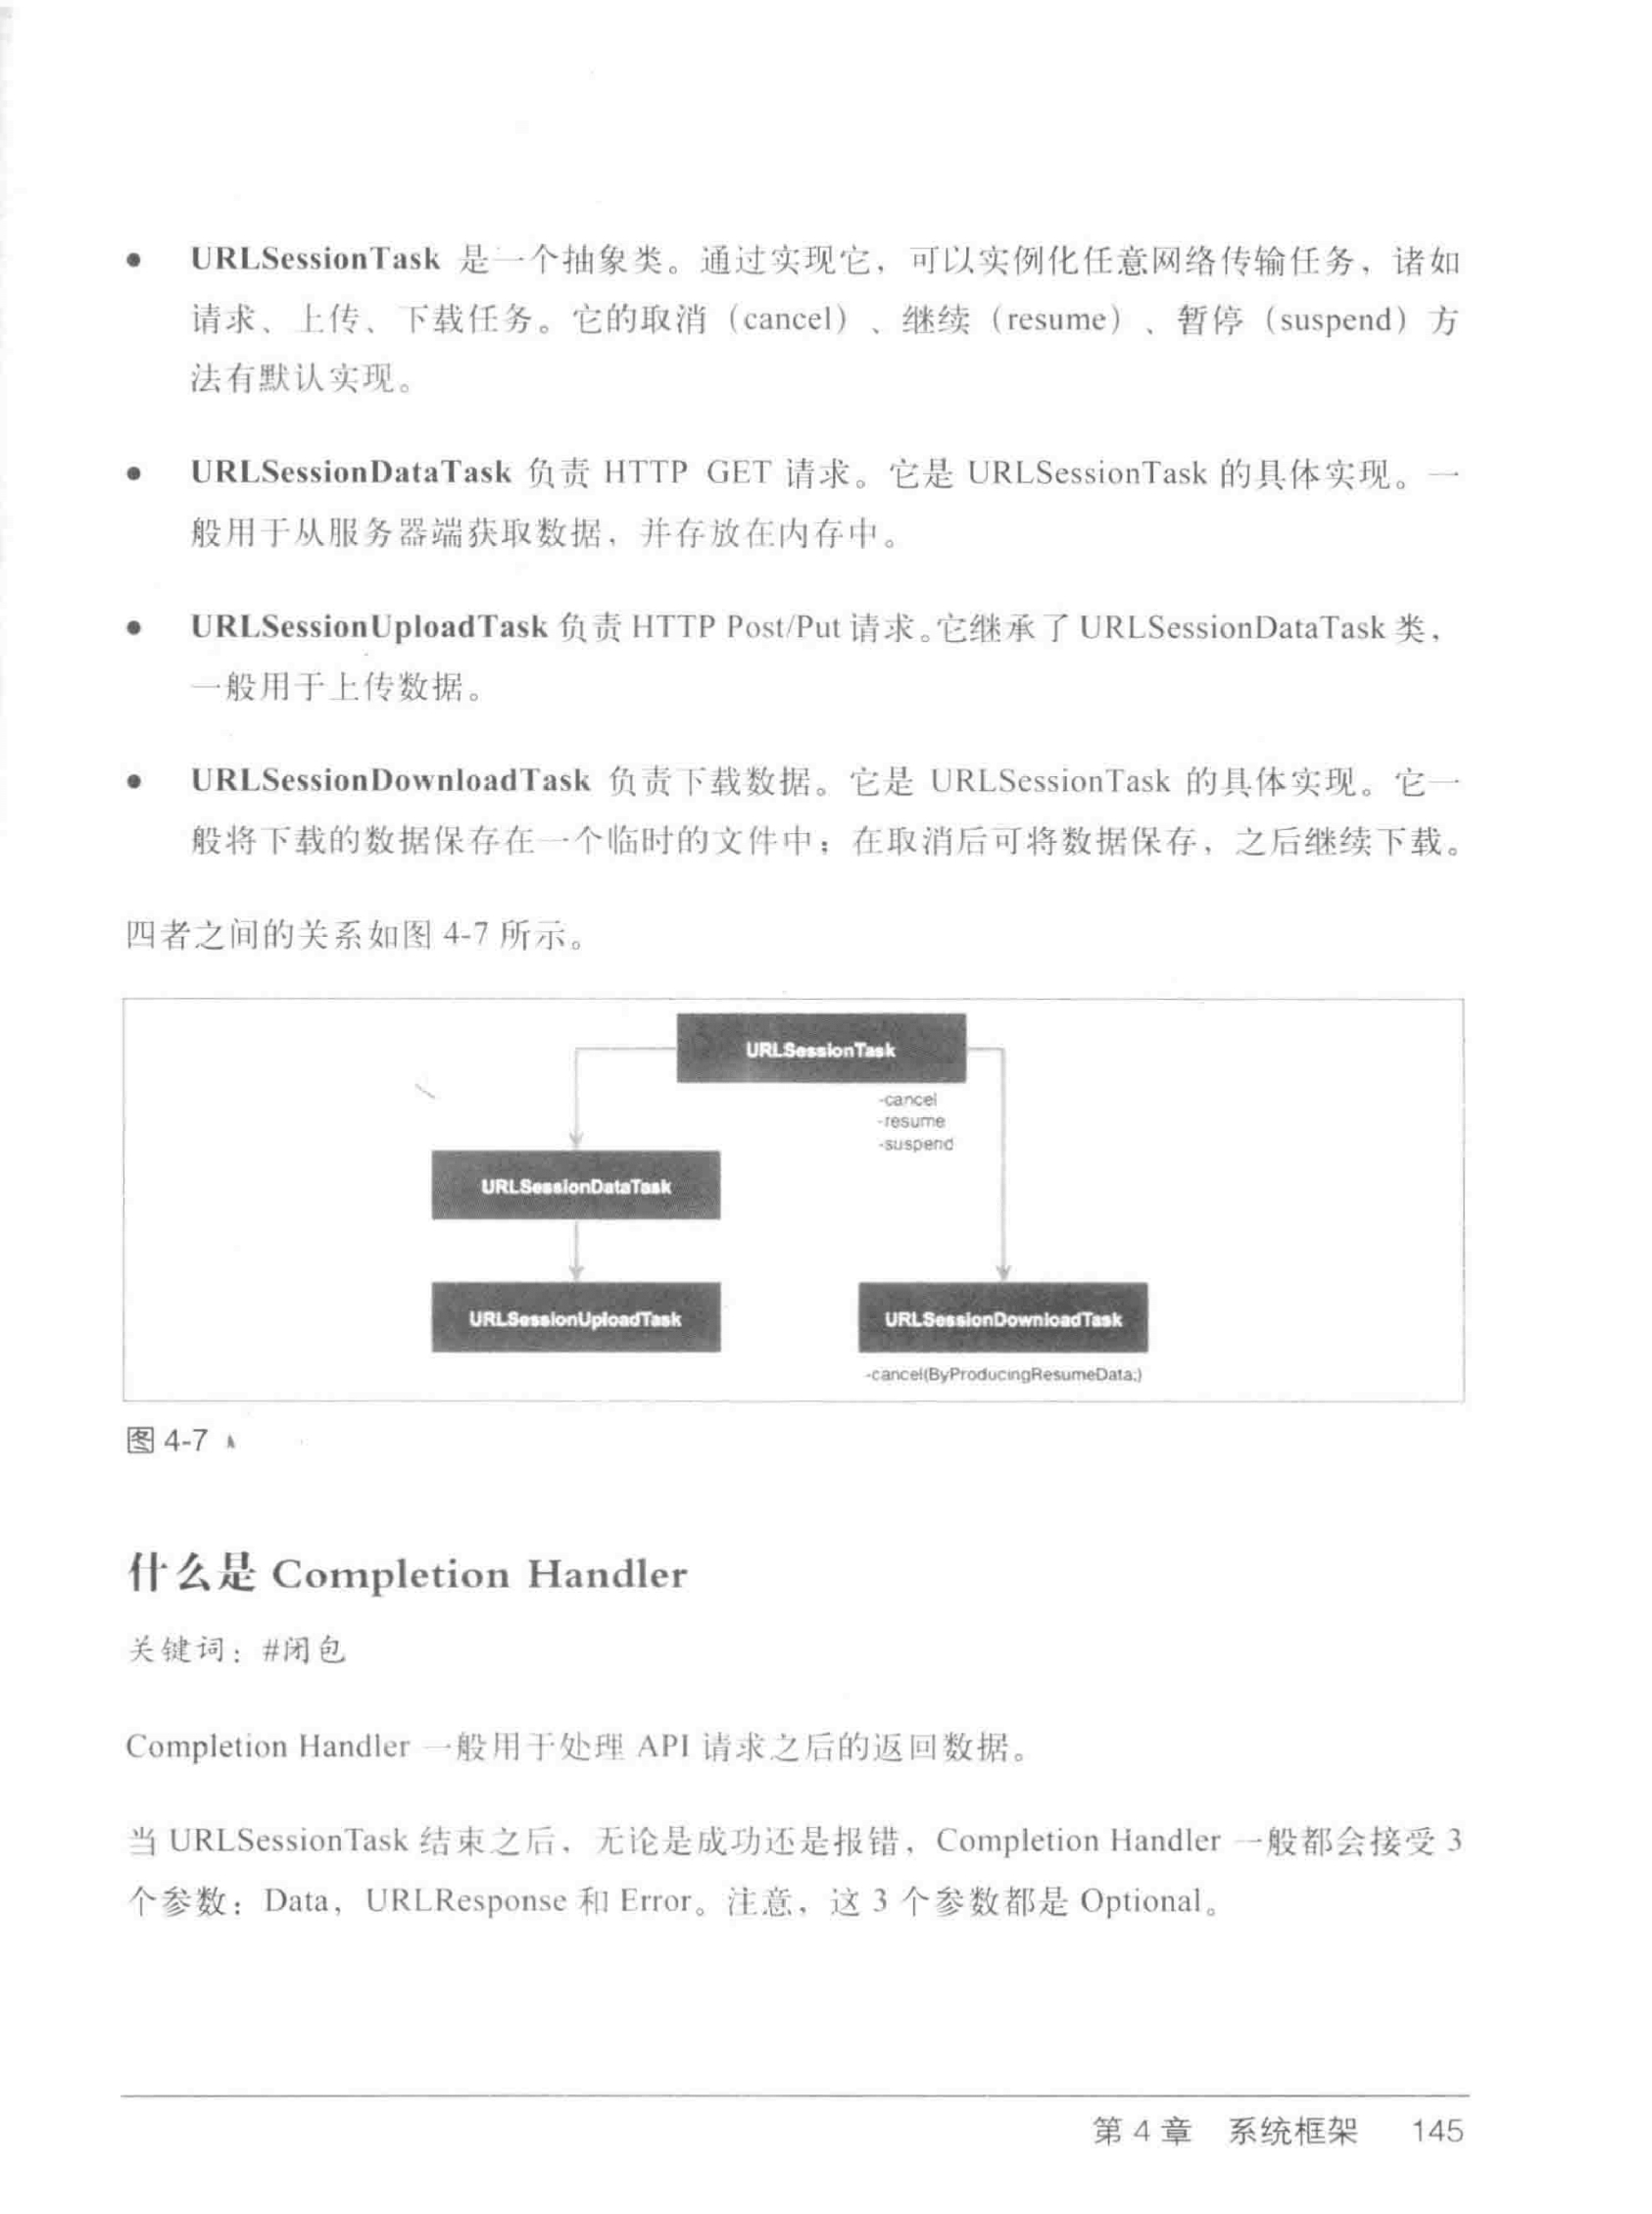 ● URLSessionTask 是一个抽象类。通过实现它，可以实例化任意网络传输任务，诸如
请求、上传、下载任务。它的取消（cancel）、继续（resume）、暂停（suspend）方
法有默认实现。
● URLSessionDataTask 负责 HTTP GET 请求。它是 URLSessionTask 的具体实现。一
般用于从服务器端获取数据，并存放在内存中。
● URLSessionUploadTask 负责 HTTP Post/Put 请求。它继承了 URLSessionDataTask 类，
一般用于上传数据。
● URLSessionDownloadTask 负责下载数据。它是 URLSessionTask 的具体实现。它一
般将下载的数据保存在一个临时的文件中；在取消后可将数据保存，之后继续下载。
四者之间的关系如图 4-7 所示。
URLSessionTask
-cancel
-resume
-suspend
URLSessionDataTask
URLSessionUploadTask
URLSessionDownloadTask
-cancel(ByProducingResumeData:)
图 4-7
什么是 Completion Handler
关键词：#闭包
Completion Handler 一般用于处理 API 请求之后的返回数据。
当 URLSessionTask 结束之后，无论是成功还是报错，Completion Handler 一般都会接受 3
个参数：Data，URLResponse 和 Error。注意，这 3 个参数都是 Optional。
第 4 章 系统框架 145